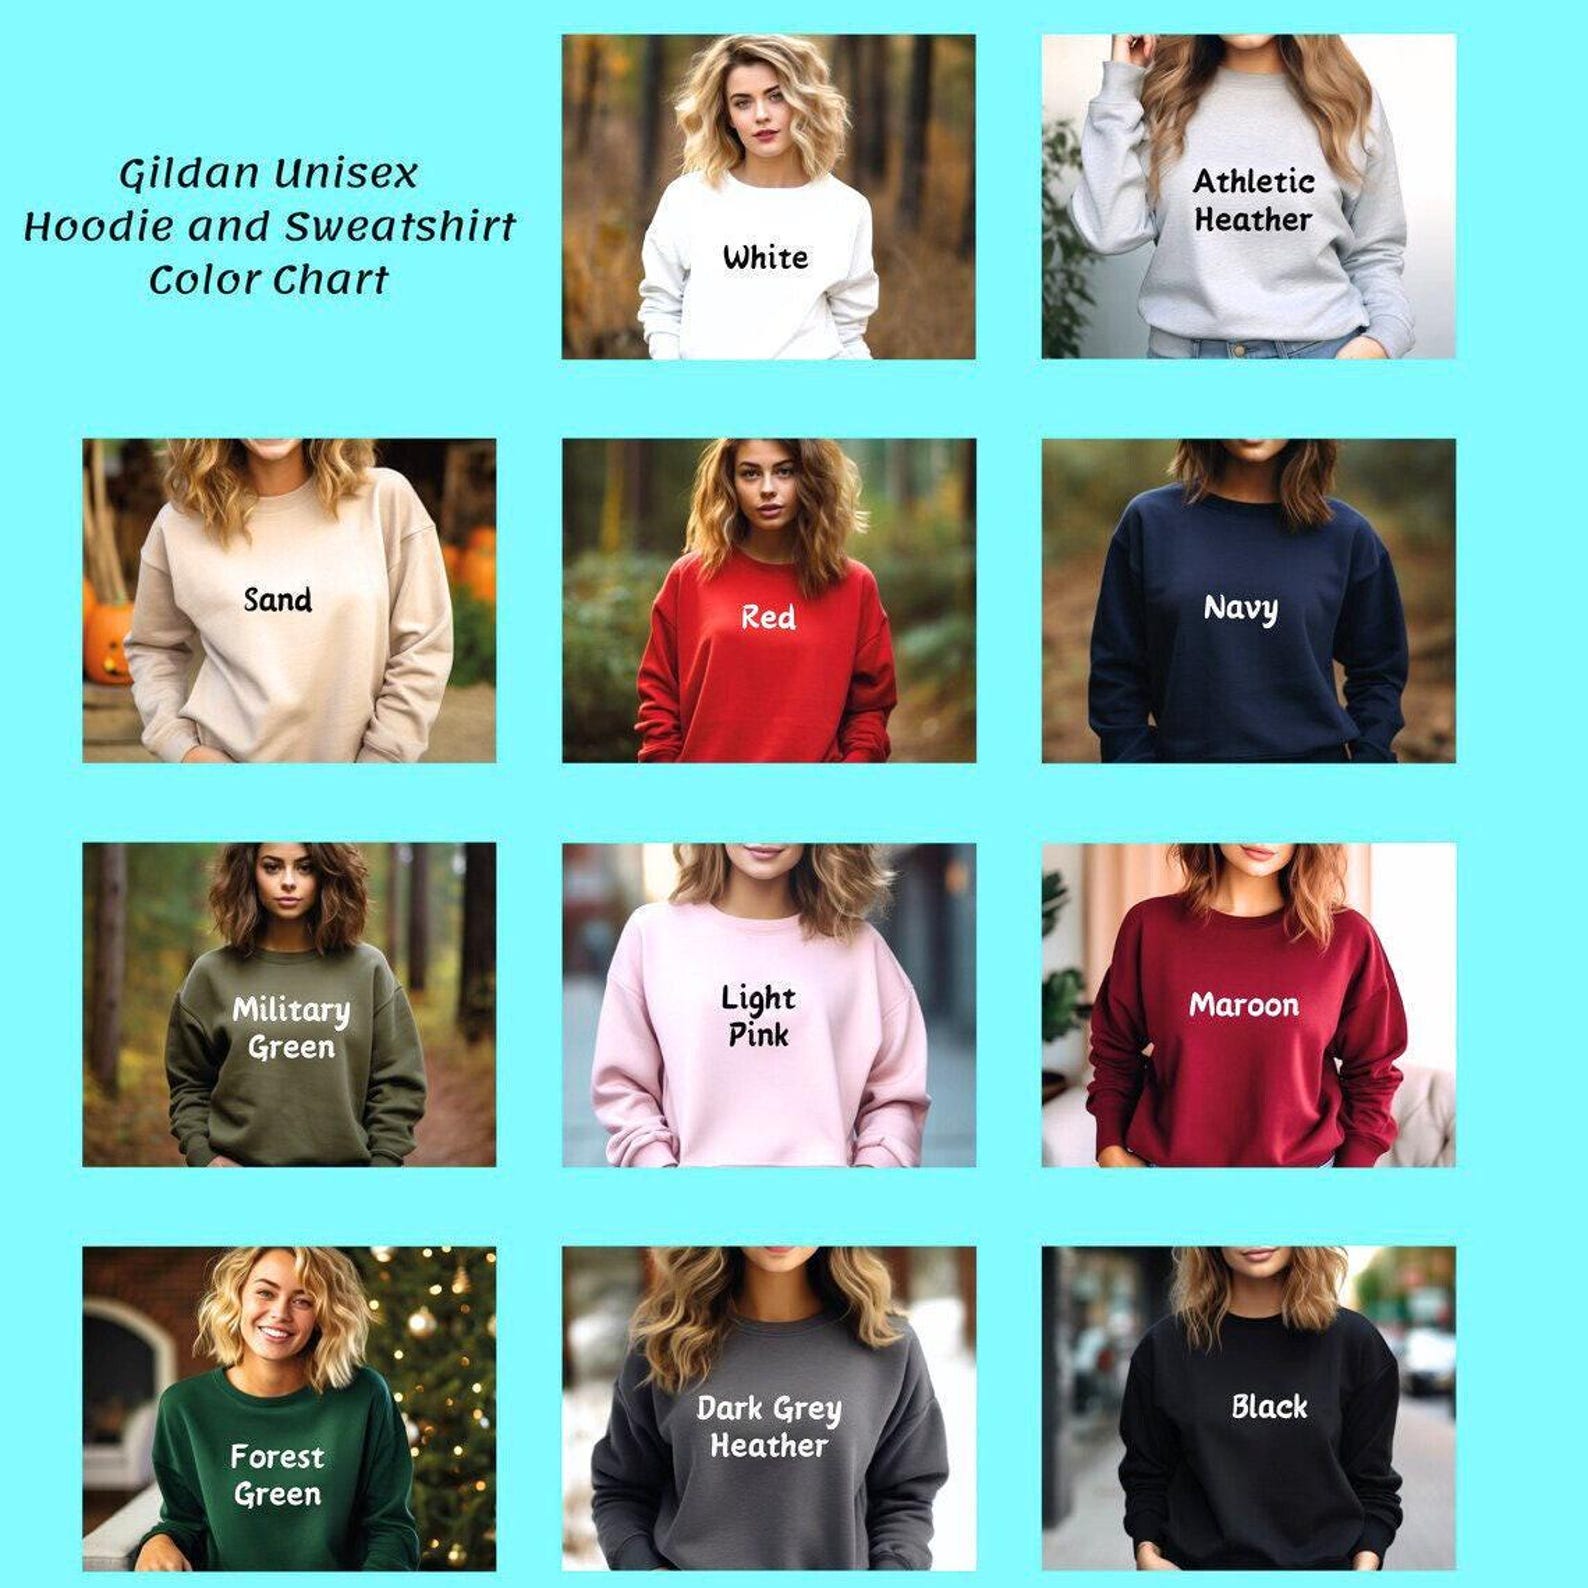 Gildan Unisex
Hoodie and Sweatshirt
Color Chart
White
Athletic
Heather
Sand
Red
Navy
Military
Green
Light
Pink
Maroon
Forest
Green
Dark Grey
Heather
Black